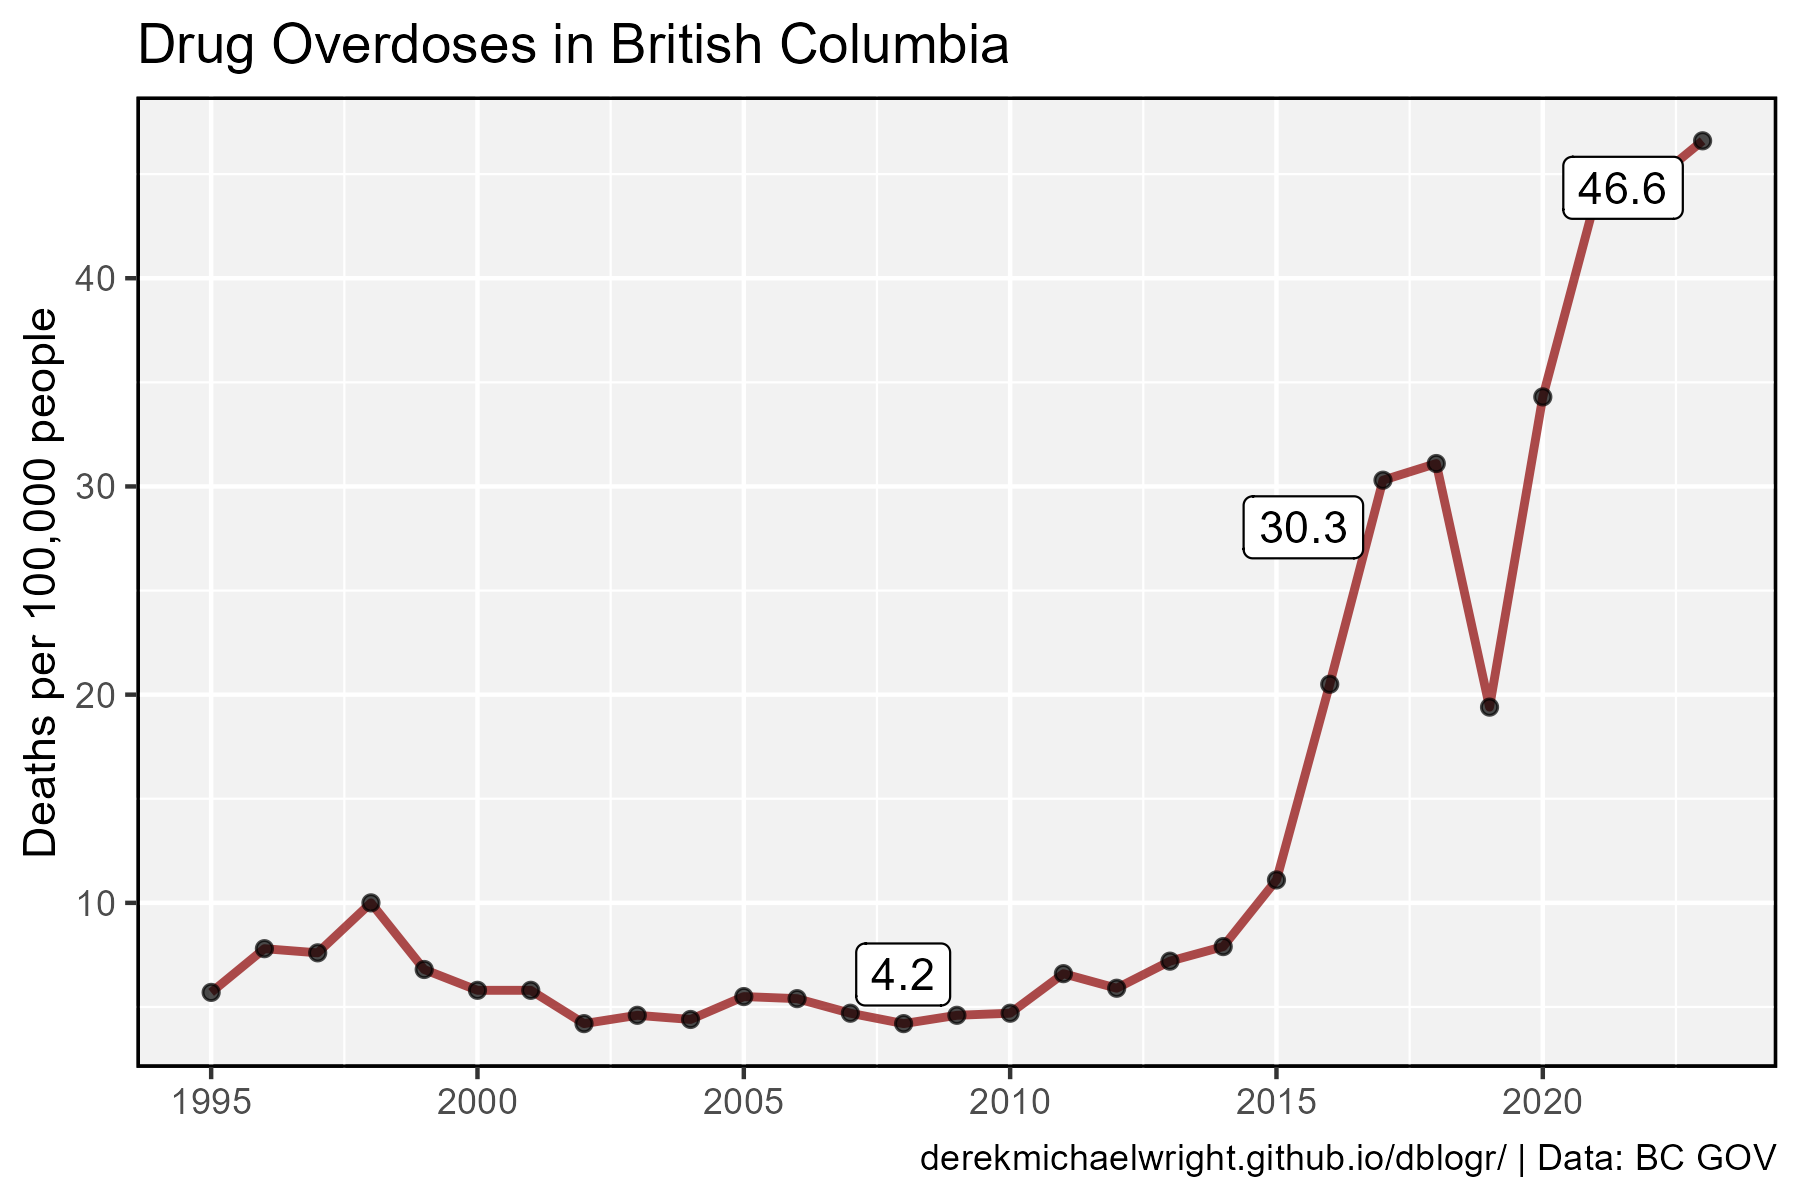 Drug Overdoses in British Columbia
Deaths per 100,000 people
40
30
20
10
46.6
30.3
4.2
1995 2000 2005 2010 2015 2020
derekmichaelwright.github.io/dblogr/ | Data: BC GOV